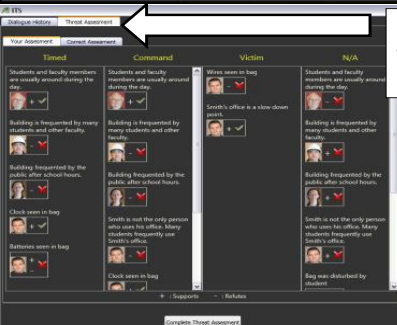 ITS
Dialogue History Threat Assesment
Your Assesment Correct Assesment
Timed Command Victim N/A
Students and faculty members
are usually around during the
day.
+
Building is frequented by many
students and other faculty.
-
Building frequented by the
public after school hours.
-
Clock seen in bag
+
Batteries seen in bag
+
-
Students and faculty
members are usually around
during the day.
+
Building is frequented by
many students and other
faculty.
-
Building frequented by the
public after school hours.
-
Smith is not the only person
who uses his office. Many
students frequently use
Smith's office.
-
Clock seen in bag
Wires seen in bag
-
Smith's office is a slow down
point.
+
Students and faculty
members are usually around
during the day.
-
Building is frequented by
many students and other
faculty.
-
Building frequented by the
public after school hours.
-
Smith is not the only person
who uses his office. Many
students frequently use
Smith's office.
-
Bag was disturbed by
student
+ : Supports - : Refutes
Complete Threat Assesment